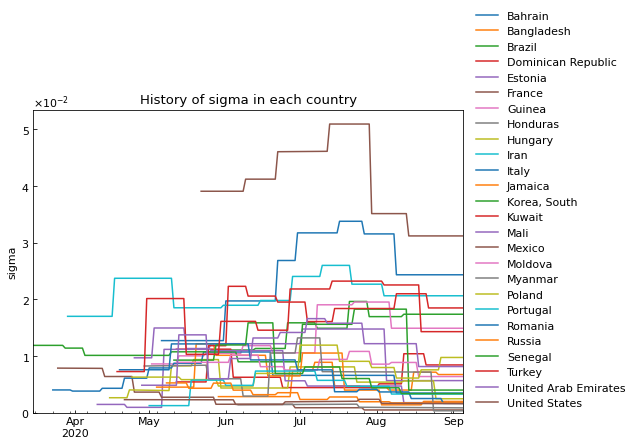 History of sigma in each country
×10−2
5
4
3
2
1
0
sigma
Apr
2020
May
Jun
Jul
Aug
Sep
Bahrain
Bangladesh
Brazil
Dominican Republic
Estonia
France
Guinea
Honduras
Hungary
Iran
Italy
Jamaica
Korea, South
Kuwait
Mali
Mexico
Moldova
Myanmar
Poland
Portugal
Romania
Russia
Senegal
Turkey
United Arab Emirates
United States